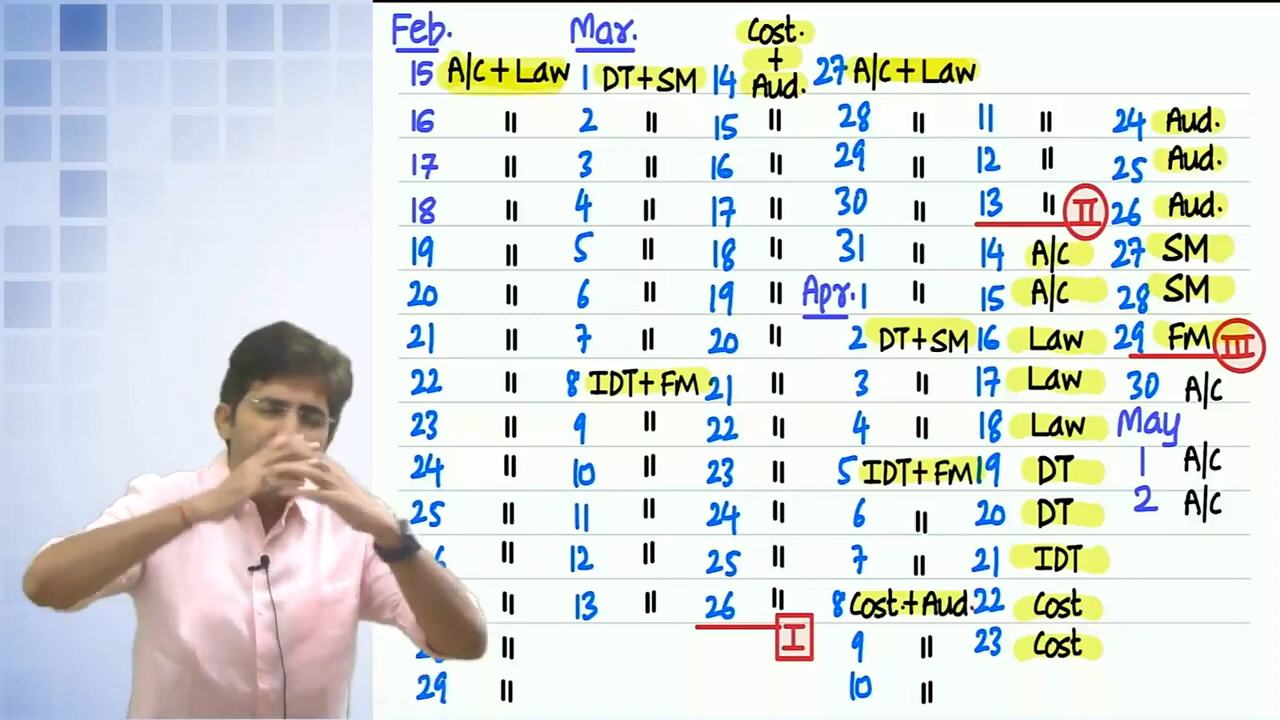 Feb. Mar. Cost.
+
15 A/C + Law 1 DT + SM 14 Aud. 27 A/C + Law
16 " 2 " 15 " 28 " 11 " 24 Aud.
17 " 3 " 16 " 29 " 12 " 25 Aud.
18 " 4 " 17 " 30 " 13 " II 26 Aud.
19 " 5 " 18 " 31 " 14 A/C 27 SM
20 " 6 " 19 " Apr. 1 " 15 A/C 28 SM
21 " 7 " 20 " 2 DT + SM 16 Law 29 FM III
22 " 8 IDT + FM 21 " 3 " 17 Law 30 A/C
23 " 9 " 22 " 4 " 18 Law May
24 " 10 " 23 " 5 IDT + FM 19 DT 1 A/C
25 " 11 " 24 " 6 " 20 DT 2 A/C
" 12 " 25 " 7 " 21 IDT
" 13 " 26 " I 8 Cost. + Aud. 22 Cost
" 9 " 23 Cost
29 " 10 "